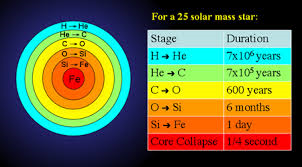 For a 25 solar mass star:
H → He
He → C
C → O
O → Si
Si → Fe
Fe
Stage Duration
H → He 7x10⁶ years
He → C 7x10⁵ years
C → O 600 years
O → Si 6 months
Si → Fe 1 day
Core Collapse 1/4 second